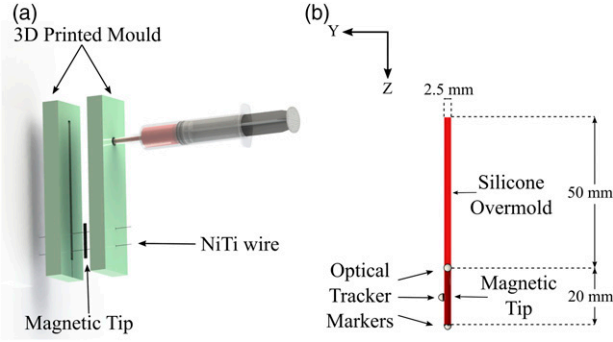 (a)
3D Printed Mould
NiTi wire
Magnetic Tip
(b)
Y
Z
2.5 mm
Silicone
Overmold
50 mm
Optical
Tracker
Markers
Magnetic
Tip
20 mm